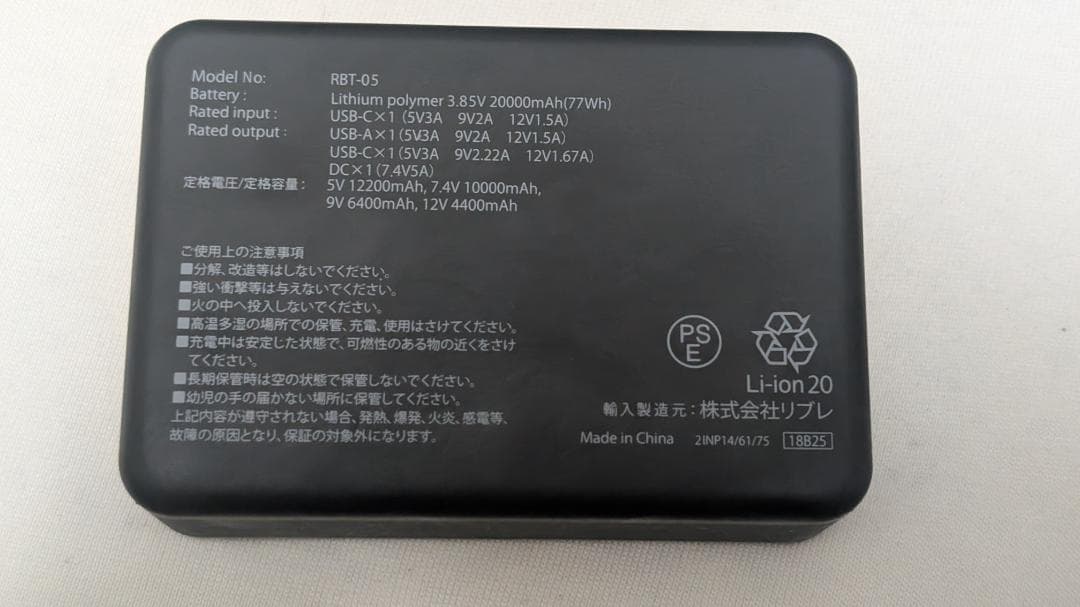 Model No: RBT-05
Battery : Lithium polymer 3.85V 20000mAh(77Wh)
Rated input : USB-C×1 (5V3A 9V2A 12V1.5A)
Rated output : USB-A×1 (5V3A 9V2A 12V1.5A)
USB-C×1 (5V3A 9V2.22A 12V1.67A)
DC×1 (7.4V5A)
定格電圧/定格容量 : 5V 12200mAh, 7.4V 10000mAh,
9V 6400mAh, 12V 4400mAh
ご使用上の注意事項
■分解、改造等はしないでください。
■強い衝撃等は与えないでください。
■火の中へ投入しないでください。
■高温多湿の場所での保管、充電、使用はさけてください。
■充電中は安定した状態で、可燃性のある物の近くをさけ
てください。
■長期保管時は空の状態で保管しないでください。
■幼児の手の届かない場所に保管してください。
上記内容が遵守されない場合、発熱、爆発、火炎、感電等、
故障の原因となり、保証の対象外になります。
PS
E
Li-ion 20
輸入製造元 : 株式会社リブレ
Made in China 2INP14/61/75 18B25